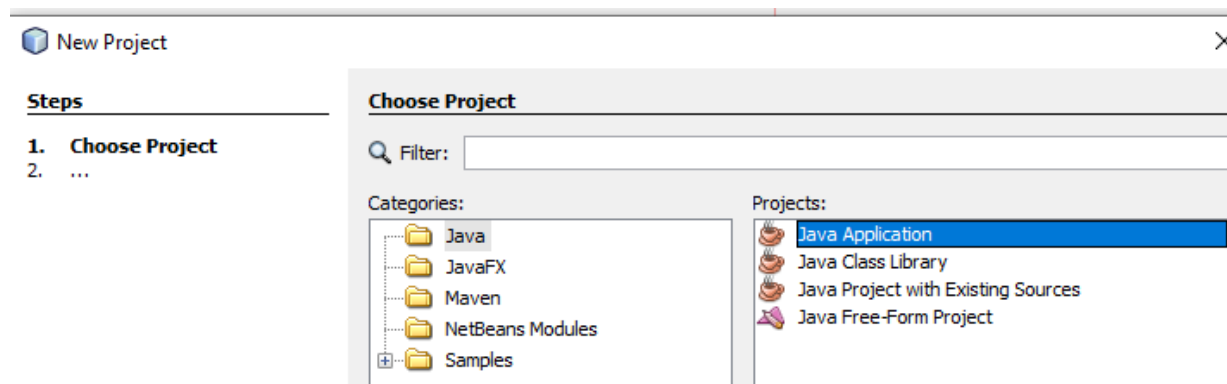 New Project
Steps
1. Choose Project
2. ...
Choose Project
Filter:
Categories:
Java
JavaFX
Maven
NetBeans Modules
Samples
Projects:
Java Application
Java Class Library
Java Project with Existing Sources
Java Free-Form Project